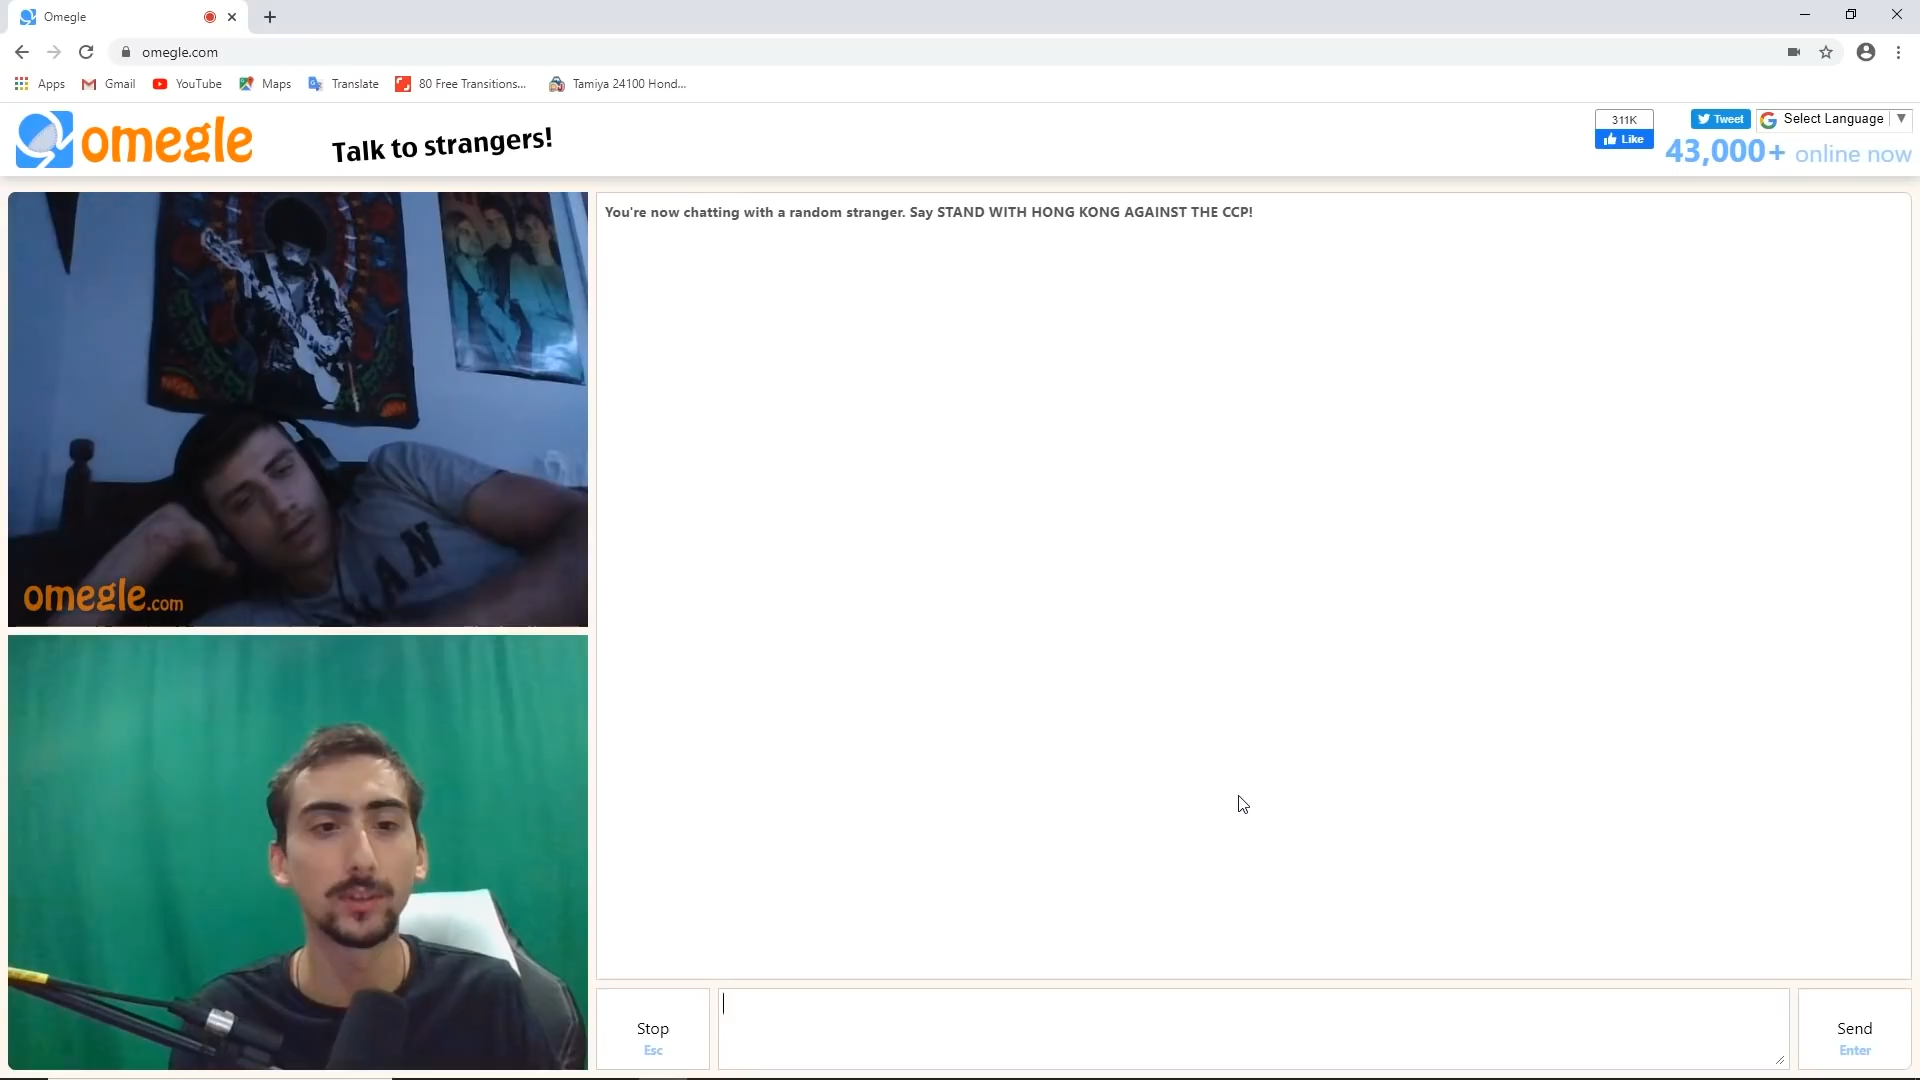 Omegle
omegle.com
Apps
Gmail
YouTube
Maps
Translate
80 Free Transitions...
Tamiya 24100 Hond...
omegle
Talk to strangers!
311K
Like
Tweet
Select Language
43,000+ online now
You're now chatting with a random stranger. Say STAND WITH HONG KONG AGAINST THE CCP!
AN
omegle.com
Stop
Esc
Send
Enter